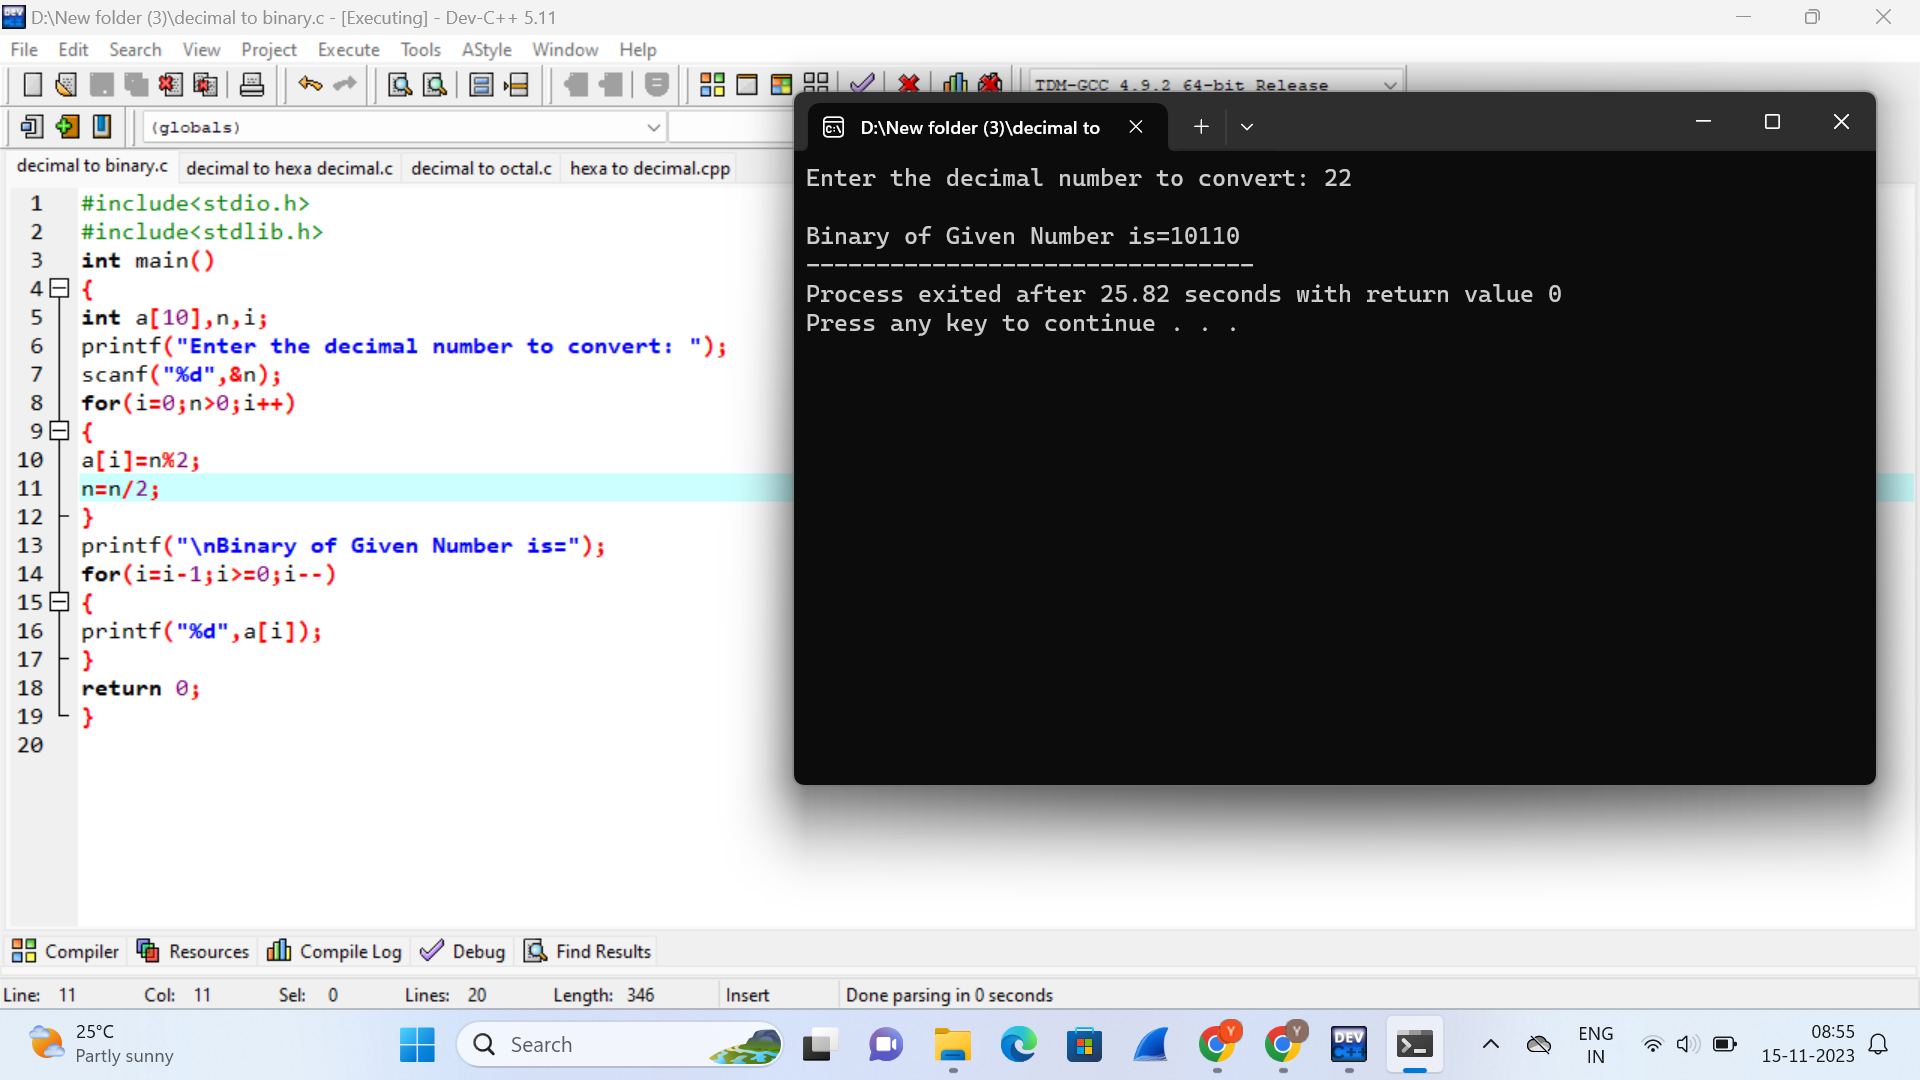 D:\New folder (3)\decimal to binary.c - [Executing] - Dev-C++ 5.11
File Edit Search View Project Execute Tools AStyle Window Help
TDM-GCC 4.9.2 64-bit Release
(globals)
decimal to binary.c decimal to hexa decimal.c decimal to octal.c hexa to decimal.cpp
1 #include<stdio.h>
2 #include<stdlib.h>
3 int main()
4 {
5 int a[10],n,i;
6 printf("Enter the decimal number to convert: ");
7 scanf("%d",&n);
8 for(i=0;n>0;i++)
9 {
10 a[i]=n%2;
11 n=n/2;
12 }
13 printf("\nBinary of Given Number is=");
14 for(i=i-1;i>=0;i--)
15 {
16 printf("%d",a[i]);
17 }
18 return 0;
19 }
20
D:\New folder (3)\decimal to
Enter the decimal number to convert: 22
Binary of Given Number is=10110
--------------------------------
Process exited after 25.82 seconds with return value 0
Press any key to continue . . .
Compiler Resources Compile Log Debug Find Results
Line: 11 Col: 11 Sel: 0 Lines: 20 Length: 346 Insert Done parsing in 0 seconds
25°C
Partly sunny
Search
Y
Y
DEV
C++
ENG
IN
08:55
15-11-2023